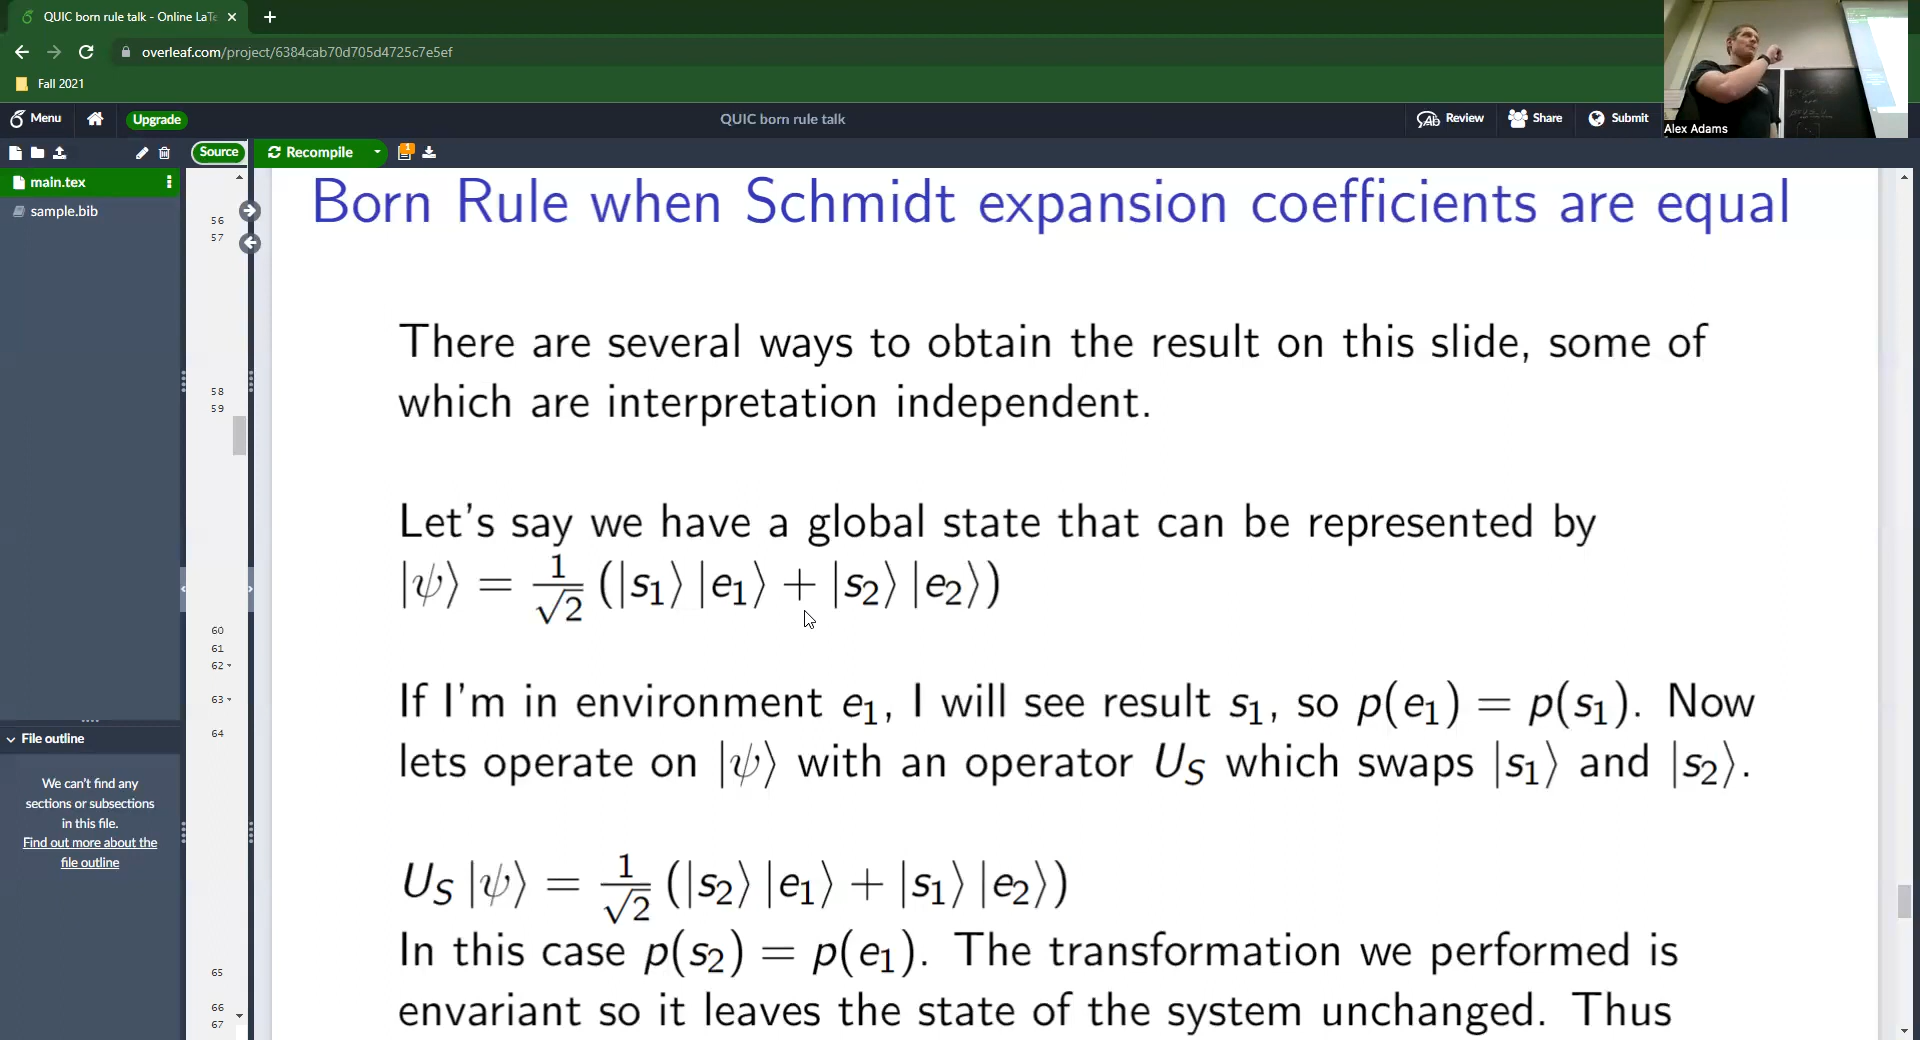 QUIC born rule talk - Online LaTe
overleaf.com/project/6384cab70d705d4725c7e5ef
Fall 2021
Menu
Upgrade
QUIC born rule talk
Review
Share
Submit
Alex Adams
Source
Recompile
1
main.tex
sample.bib
56
57
58
59
60
61
62
63
64
65
66
67
File outline
We can't find any
sections or subsections
in this file.
Find out more about the
file outline
Born Rule when Schmidt expansion coefficients are equal
There are several ways to obtain the result on this slide, some of
which are interpretation independent.
Let's say we have a global state that can be represented by
|ψ⟩ = 1/√2 (|s₁⟩ |e₁⟩ + |s₂⟩ |e₂⟩)
If I'm in environment e₁, I will see result s₁, so p(e₁) = p(s₁). Now
lets operate on |ψ⟩ with an operator U_S which swaps |s₁⟩ and |s₂⟩.
U_S |ψ⟩ = 1/√2 (|s₂⟩ |e₁⟩ + |s₁⟩ |e₂⟩)
In this case p(s₂) = p(e₁). The transformation we performed is
envariant so it leaves the state of the system unchanged. Thus